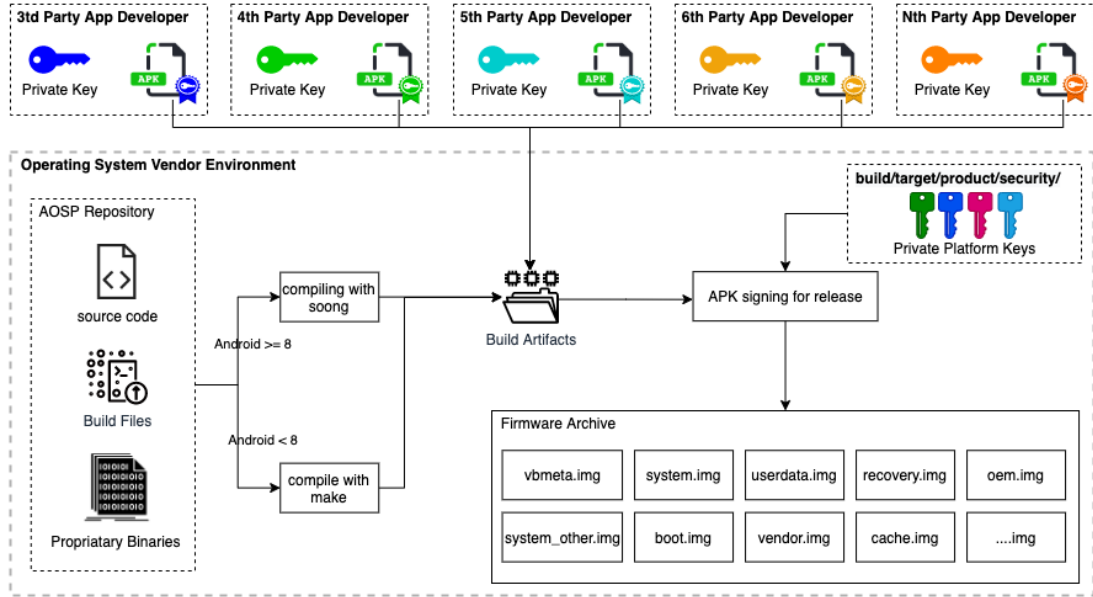 3td Party App Developer
4th Party App Developer
5th Party App Developer
6th Party App Developer
Nth Party App Developer
APK
APK
APK
APK
APK
Private Key
Private Key
Private Key
Private Key
Private Key
Operating System Vendor Environment
build/target/product/security/
Private Platform Keys
AOSP Repository
source code
Build Files
Propriatary Binaries
Android >= 8
Android < 8
compiling with
soong
compile with
make
Build Artifacts
APK signing for release
Firmware Archive
vbmeta.img
system.img
userdata.img
recovery.img
oem.img
system_other.img
boot.img
vendor.img
cache.img
....img